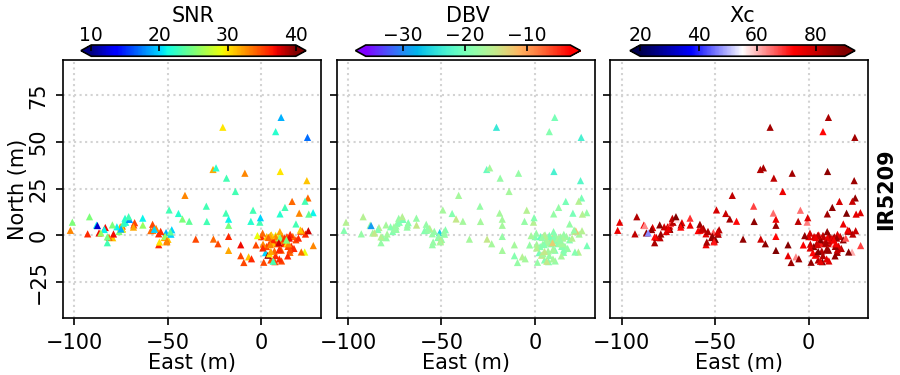 SNR DBV Xc
10 20 30 40 −30 −20 −10 20 40 60 80
75
50
25
0
−25
North (m)
−100 −50 0 −100 −50 0 −100 −50 0
East (m) East (m) East (m)
IR5209